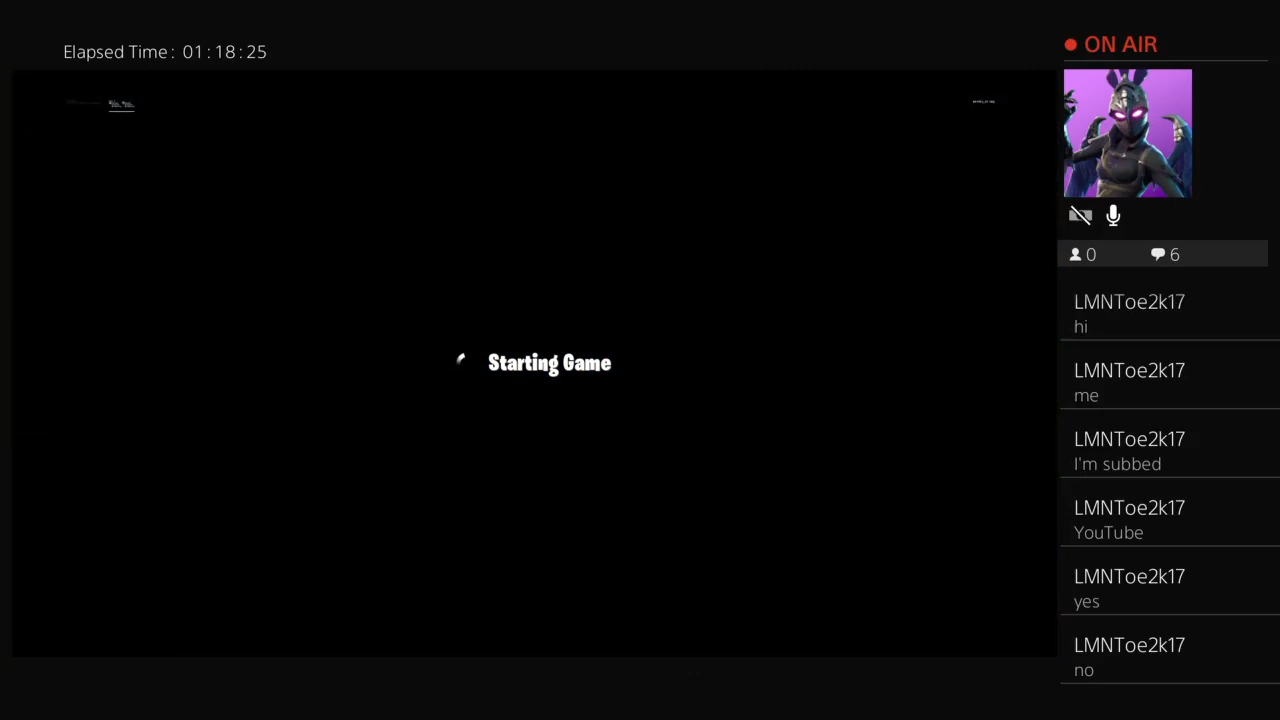 Elapsed Time: 01:18:25
ON AIR
0 6
LMNToe2k17
hi
LMNToe2k17
me
LMNToe2k17
I'm subbed
LMNToe2k17
YouTube
LMNToe2k17
yes
LMNToe2k17
no
Starting Game